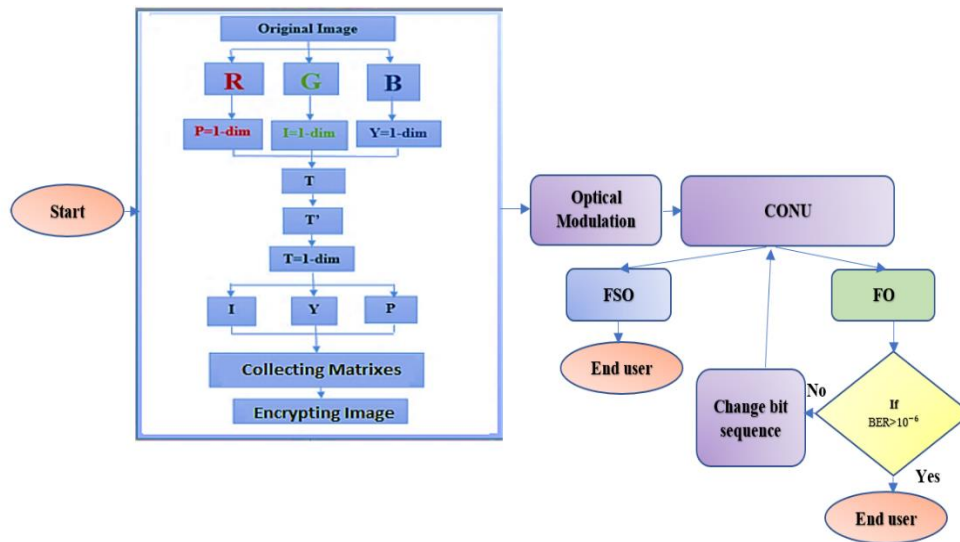 Original Image
R
G
B
P=1-dim
I=1-dim
Y=1-dim
T
T'
T=1-dim
I
Y
P
Collecting Matrixes
Encrypting Image
Start
Optical
Modulation
CONU
FSO
FO
End user
Change bit
sequence
No
If
BER>10⁻⁶
Yes
End user